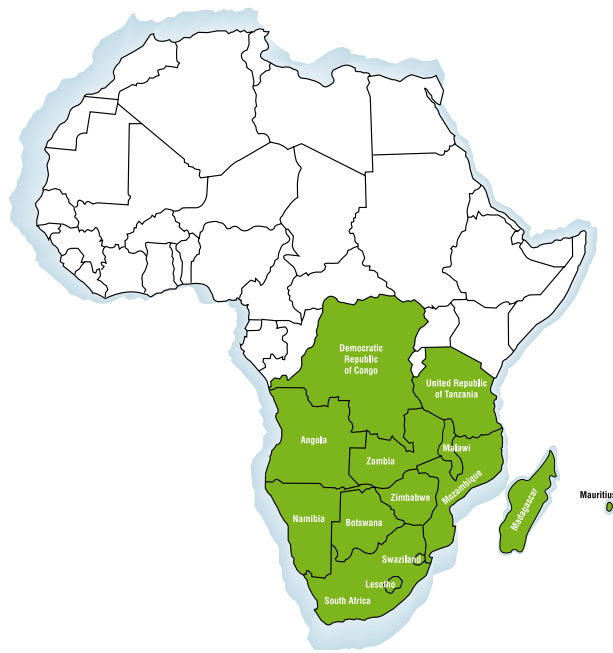 Democratic
Republic
of Congo
United Republic
of Tanzania
Angola
Malawi
Zambia
Mozambique
Zimbabwe
Madagascar
Mauritius
Namibia
Botswana
Swaziland
Lesotho
South Africa